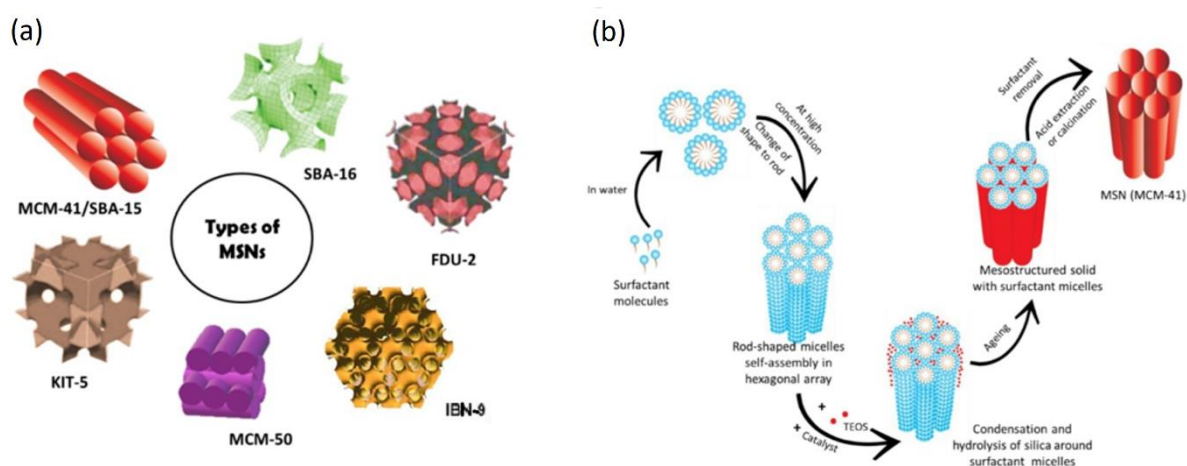 (a)
MCM-41/SBA-15
SBA-16
FDU-2
Types of
MSNs
KIT-5
MCM-50
IBN-9
(b)
In water
Surfactant
molecules
At high
concentration
Change of
shape to rod
Rod-shaped micelles
self-assembly in
hexagonal array
+
TEOS
+ Catalyst
Condensation and
hydrolysis of silica around
surfactant micelles
Ageing
Mesostructured solid
with surfactant micelles
Surfactant
removal
Acid extraction
or calcination
MSN (MCM-41)